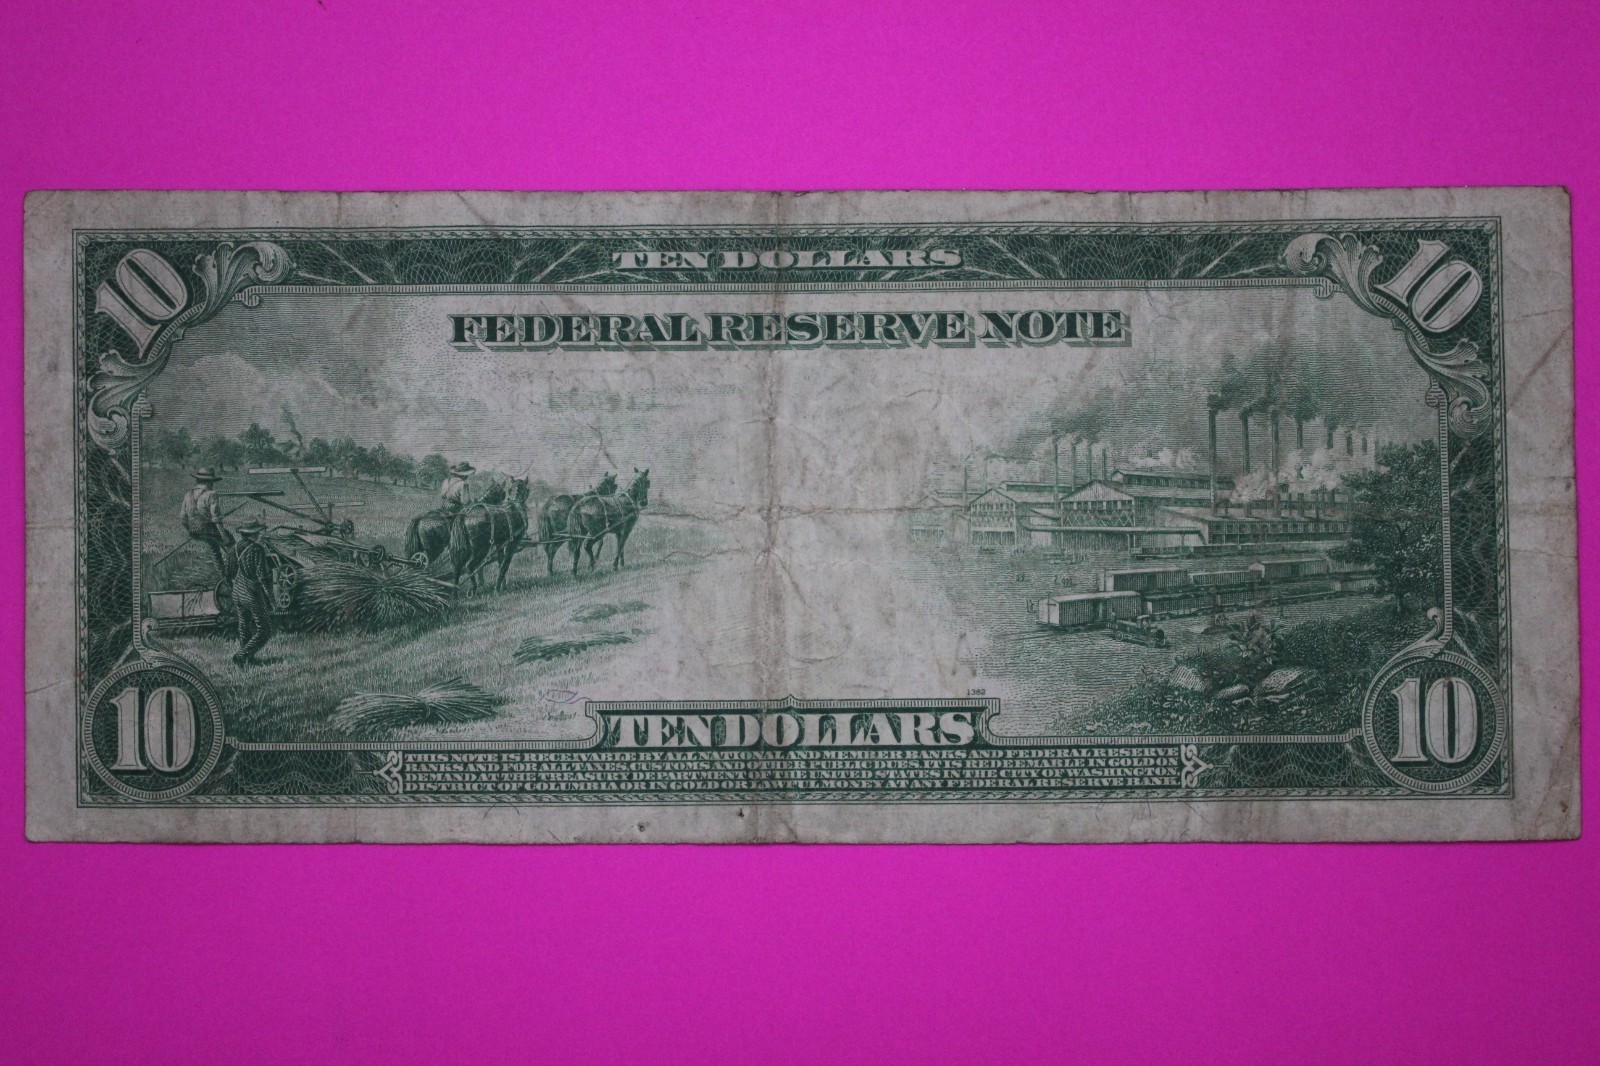 10 TEN DOLLARS 10
FEDERAL RESERVE NOTE
1382
10 TEN DOLLARS 10
THIS NOTE IS RECEIVABLE BY ALL NATIONAL AND MEMBER BANKS AND FEDERAL RESERVE
BANKS AND FOR ALL TAXES, CUSTOMS AND OTHER PUBLIC DUES. IT IS REDEEMABLE IN GOLD ON
DEMAND AT THE TREASURY DEPARTMENT OF THE UNITED STATES IN THE CITY OF WASHINGTON,
DISTRICT OF COLUMBIA OR IN GOLD OR LAWFUL MONEY AT ANY FEDERAL RESERVE BANK.